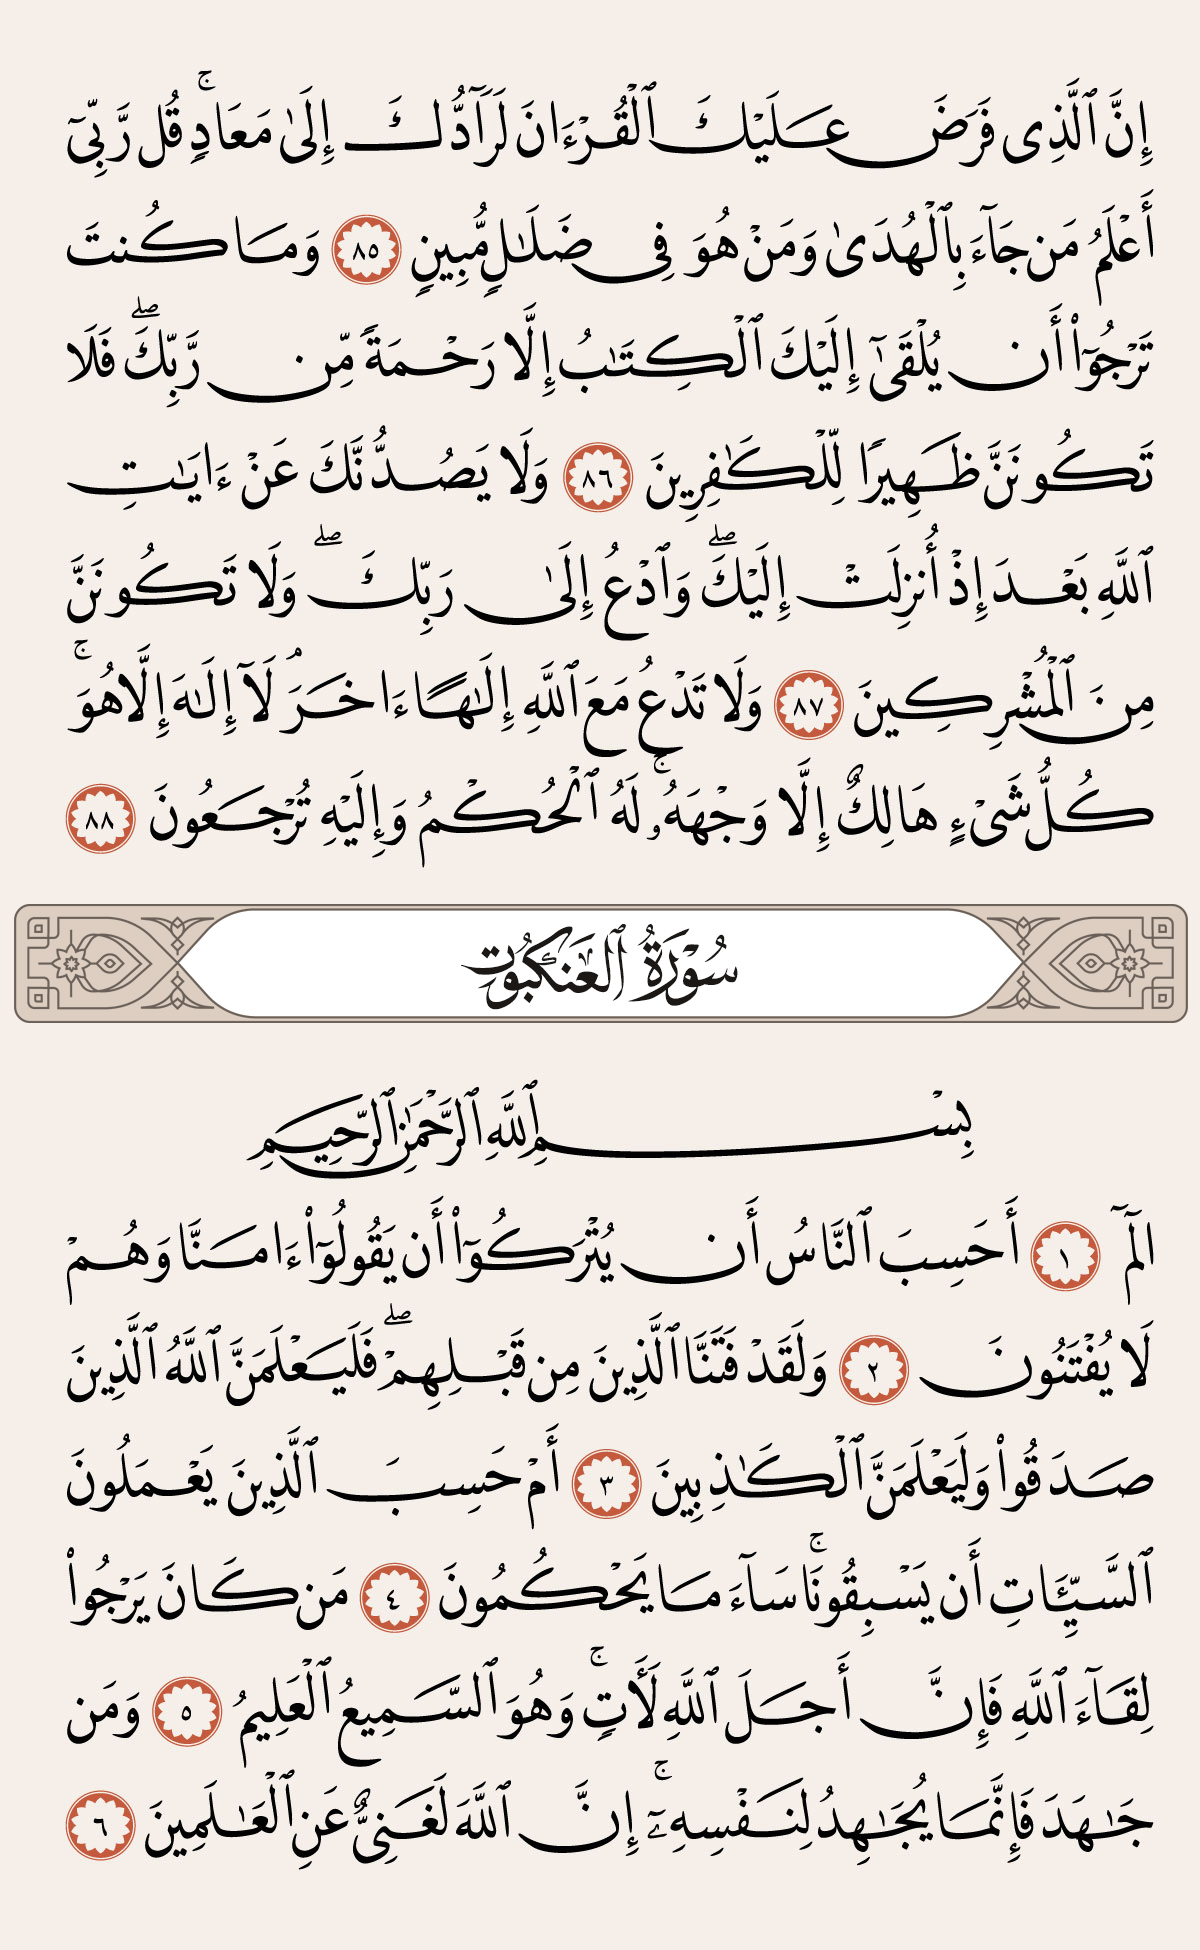 إِنَّ ٱلَّذِى فَرَضَ عَلَيْكَ ٱلْقُرْءَانَ لَرَآدُّكَ إِلَىٰ مَعَادٍۚ قُل رَّبِّىٓ
أَعْلَمُ مَن جَآءَ بِٱلْهُدَىٰ وَمَنْ هُوَ فِى ضَلَـٰلٍ مُّبِينٍ ٨٥ وَمَا كُنتَ
تَرْجُوٓا۟ أَن يُلْقَىٰٓ إِلَيْكَ ٱلْكِتَـٰبُ إِلَّا رَحْمَةً مِّن رَّبِّكَۖ فَلَا
تَكُونَنَّ ظَهِيرًا لِّلْكَـٰفِرِينَ ٨٦ وَلَا يَصُدُّنَّكَ عَنْ ءَايَـٰتِ
ٱللَّهِ بَعْدَ إِذْ أُنزِلَتْ إِلَيْكَۖ وَٱدْعُ إِلَىٰ رَبِّكَۖ وَلَا تَكُونَنَّ
مِنَ ٱلْمُشْرِكِينَ ٨٧ وَلَا تَدْعُ مَعَ ٱللَّهِ إِلَـٰهًا ءَاخَرَۘ لَآ إِلَـٰهَ إِلَّا هُوَۚ
كُلُّ شَىْءٍ هَالِكٌ إِلَّا وَجْهَهُۥۚ لَهُ ٱلْحُكْمُ وَإِلَيْهِ تُرْجَعُونَ ٨٨
سُورَةُ ٱلْعَنكَبُوت
بِسْمِ ٱللَّهِ ٱلرَّحْمَـٰنِ ٱلرَّحِيمِ
الٓمٓ ١ أَحَسِبَ ٱلنَّاسُ أَن يُتْرَكُوٓا۟ أَن يَقُولُوٓا۟ ءَامَنَّا وَهُمْ
لَا يُفْتَنُونَ ٢ وَلَقَدْ فَتَنَّا ٱلَّذِينَ مِن قَبْلِهِمْۖ فَلَيَعْلَمَنَّ ٱللَّهُ ٱلَّذِينَ
صَدَقُوا۟ وَلَيَعْلَمَنَّ ٱلْكَـٰذِبِينَ ٣ أَمْ حَسِبَ ٱلَّذِينَ يَعْمَلُونَ
ٱلسَّيِّـَٔاتِ أَن يَسْبِقُونَاۚ سَآءَ مَا يَحْكُمُونَ ٤ مَن كَانَ يَرْجُوا۟
لِقَآءَ ٱللَّهِ فَإِنَّ أَجَلَ ٱللَّهِ لَـَٔاتٍۚ وَهُوَ ٱلسَّمِيعُ ٱلْعَلِيمُ ٥ وَمَن
جَـٰهَدَ فَإِنَّمَا يُجَـٰهِدُ لِنَفْسِهِۦٓۚ إِنَّ ٱللَّهَ لَغَنِىٌّ عَنِ ٱلْعَـٰلَمِينَ ٦